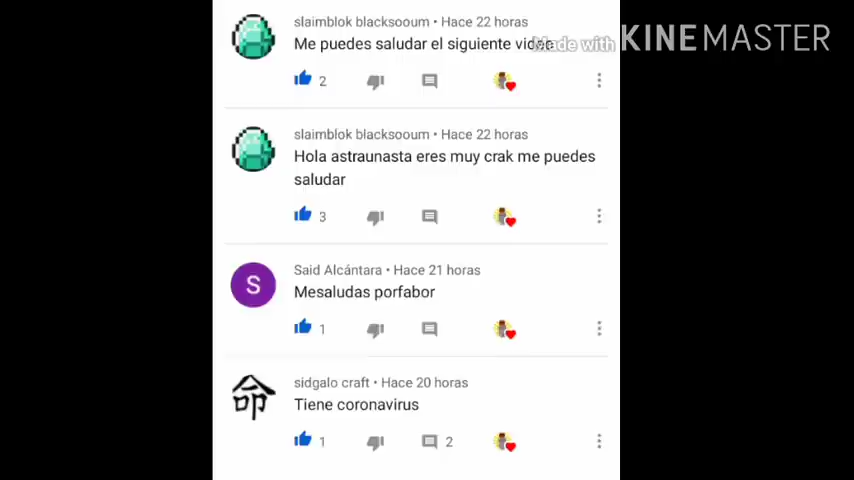 slaimblok blacksooum • Hace 22 horas
Me puedes saludar el siguiente video
Made with KINEMASTER
2
slaimblok blacksooum • Hace 22 horas
Hola astraunasta eres muy crak me puedes
saludar
3
S
Said Alcántara • Hace 21 horas
Mesaludas porfabor
1
命
sidgalo craft • Hace 20 horas
Tiene coronavirus
1
2